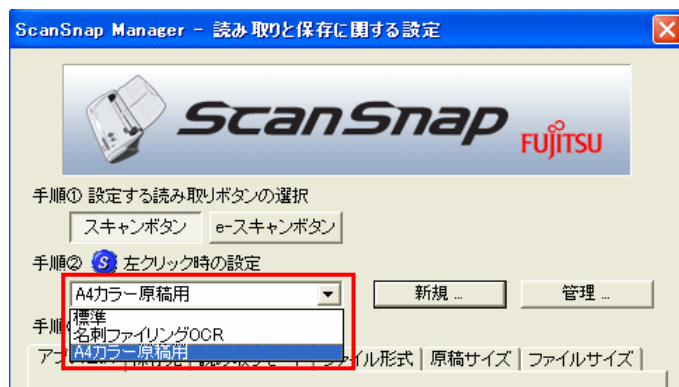 ScanSnap Manager - 読み取りと保存に関する設定
ScanSnap
FUJITSU
手順① 設定する読み取りボタンの選択
スキャンボタン e-スキャンボタン
手順② S 左クリック時の設定
A4カラー原稿用 新規 ... 管理 ...
標準
手順
名刺ファイリングOCR
A4カラー原稿用
ファイル形式 原稿サイズ ファイルサイズ